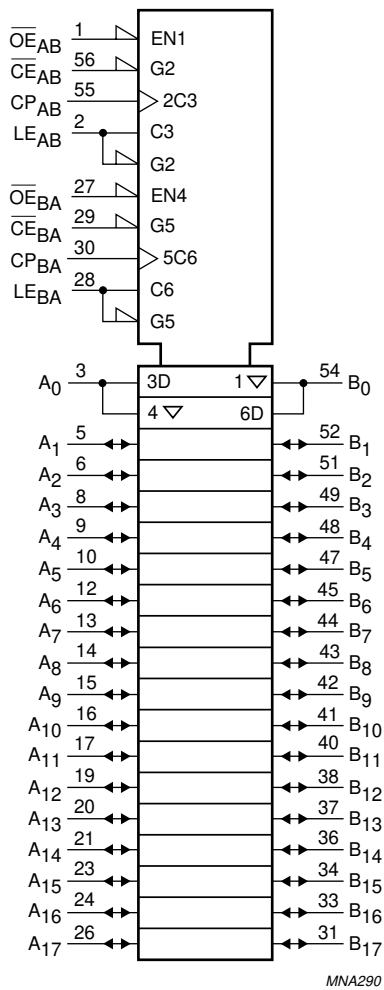 O̅E̅AB 1 EN1
C̅E̅AB 56 G2
CPAB 55 2C3
LEAB 2 C3
G2
O̅E̅BA 27 EN4
C̅E̅BA 29 G5
CPBA 30 5C6
LEBA 28 C6
G5
A0 3 3D 1 ▽ 54 B0
4 ▽ 6D
A1 5 52 B1
A2 6 51 B2
A3 8 49 B3
A4 9 48 B4
A5 10 47 B5
A6 12 45 B6
A7 13 44 B7
A8 14 43 B8
A9 15 42 B9
A10 16 41 B10
A11 17 40 B11
A12 19 38 B12
A13 20 37 B13
A14 21 36 B14
A15 23 34 B15
A16 24 33 B16
A17 26 31 B17
MNA290